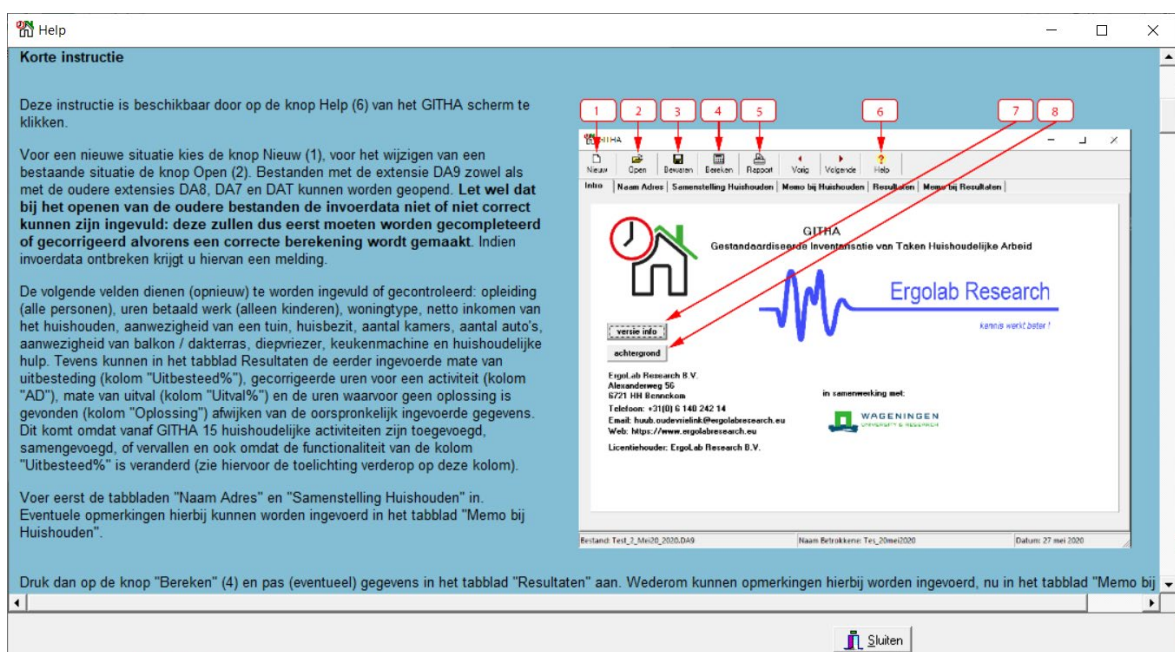 Help
Korte instructie
Deze instructie is beschikbaar door op de knop Help (6) van het GITHA scherm te
klikken.
Voor een nieuwe situatie kies de knop Nieuw (1), voor het wijzigen van een
bestaande situatie de knop Open (2). Bestanden met de extensie DA9 zowel als
met de oudere extensies DA8, DA7 en DAT kunnen worden geopend. Let wel dat
bij het openen van de oudere bestanden de invoerdata niet of niet correct
kunnen zijn ingevuld: deze zullen dus eerst moeten worden gecompleteerd
of gecorrigeerd alvorens een correcte berekening wordt gemaakt. Indien
invoerdata ontbreken krijgt u hiervan een melding.
De volgende velden dienen (opnieuw) te worden ingevuld of gecontroleerd: opleiding
(alle personen), uren betaald werk (alleen kinderen), woningtype, netto inkomen van
het huishouden, aanwezigheid van een tuin, huisbezit, aantal kamers, aantal auto's,
aanwezigheid van balkon / dakterras, diepvriezer, keukenmachine en huishoudelijke
hulp. Tevens kunnen in het tabblad Resultaten de eerder ingevoerde mate van
uitbesteding (kolom "Uitbesteed%"), gecorrigeerde uren voor een activiteit (kolom
"AD"), mate van uitval (kolom "Uitval%") en de uren waarvoor geen oplossing is
gevonden (kolom "Oplossing") afwijken van de oorspronkelijk ingevoerde gegevens.
Dit komt omdat vanaf GITHA 15 huishoudelijke activiteiten zijn toegevoegd,
samengevoegd, of vervallen en ook omdat de functionaliteit van de kolom
"Uitbesteed%" is veranderd (zie hiervoor de toelichting verderop op deze kolom).
Voer eerst de tabbladen "Naam Adres" en "Samenstelling Huishouden" in.
Eventuele opmerkingen hierbij kunnen worden ingevoerd in het tabblad "Memo bij
Huishouden".
1 2 3 4 5 6 7 8
GITHA
Nieuw Open Bewaren Bereken Rapport Vorig Volgende Help
Intro Naam Adres Samenstelling Huishouden Memo bij Huishouden Resultaten Memo bij Resultaten
GITHA
Gestandaardiseerde Inventarisatie van Taken Huishoudelijke Arbeid
Ergolab Research
kennis werkt beter !
versie info
achtergrond
ErgoLab Research B.V.
Alexanderweg 56
6721 HH Bennekom
Telefoon: +31(0) 6 140 242 14
Email: huub.oudevrielink@ergolabresearch.eu
Web: https://www.ergolabresearch.eu
Licentiehouder: ErgoLab Research B.V.
in samenwerking met:
WAGENINGEN
UNIVERSITY & RESEARCH
Bestand: Test_2_Mei20_2020.DA9 Naam Betrokkene: Tes_20mei2020 Datum: 27 mei 2020
Druk dan op de knop "Bereken" (4) en pas (eventueel) gegevens in het tabblad "Resultaten" aan. Wederom kunnen opmerkingen hierbij worden ingevoerd, nu in het tabblad "Memo bij
Sluiten